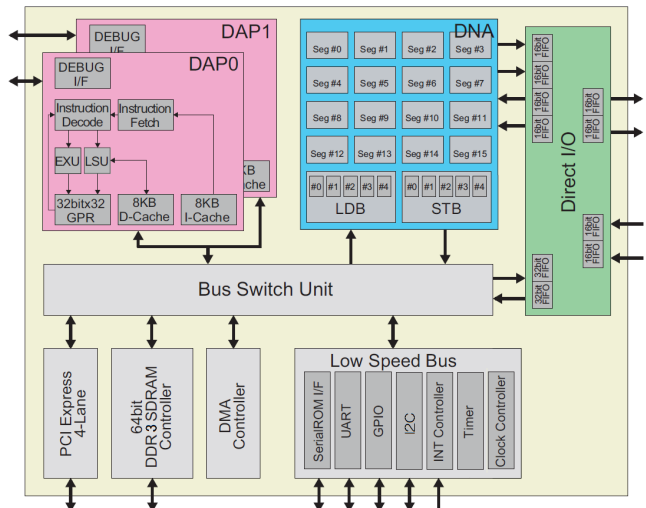 DAP1
DEBUG
I/F
DAP0
DEBUG
I/F
Instruction
Decode
Instruction
Fetch
EXU
LSU
32bitx32
GPR
8KB
D-Cache
8KB
I-Cache
KB
che
DNA
Seg #0
Seg #1
Seg #2
Seg #3
Seg #4
Seg #5
Seg #6
Seg #7
Seg #8
Seg #9
Seg #10
Seg #11
Seg #12
Seg #13
Seg #14
Seg #15
#0
#1
#2
#3
#4
LDB
#0
#1
#2
#3
#4
STB
Direct I/O
16bit
FIFO
16bit
FIFO
16bit
FIFO
16bit
FIFO
16bit
FIFO
16bit
FIFO
16bit
FIFO
16bit
FIFO
32bit
FIFO
32bit
FIFO
Bus Switch Unit
PCI Express
4-Lane
64bit
DDR3 SDRAM
Controller
DMA
Controller
Low Speed Bus
SerialROM I/F
UART
GPIO
I2C
INT Controller
Timer
Clock Controller